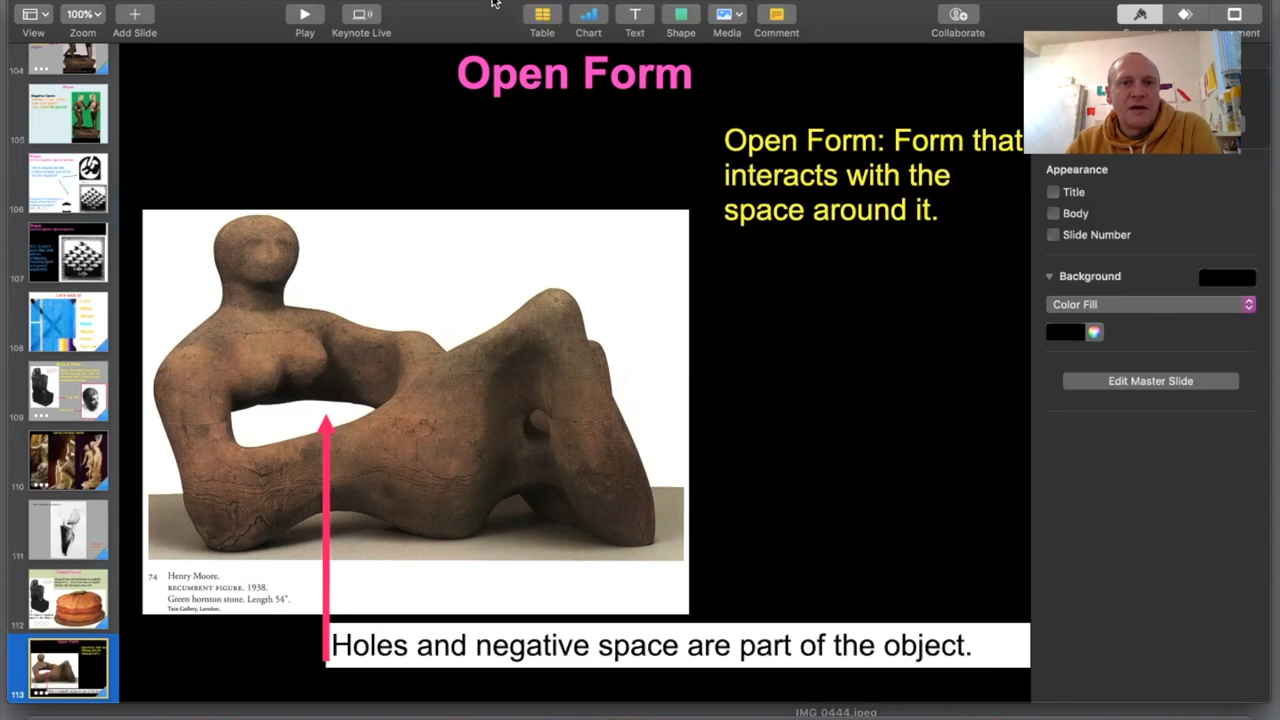 100%
View
Zoom
Add Slide
Play
Keynote Live
Table
Chart
Text
Shape
Media
Comment
Collaborate
Open Form
Open Form: Form that
interacts with the
space around it.
74 Henry Moore.
RECUMBENT FIGURE. 1938.
Green hornton stone. Length 54".
Tate Gallery, London.
Holes and negative space are part of the object.
104
105
106
107
108
109
110
111
112
113
Appearance
Title
Body
Slide Number
Background
Color Fill
Edit Master Slide
IMG 0444.jpeg